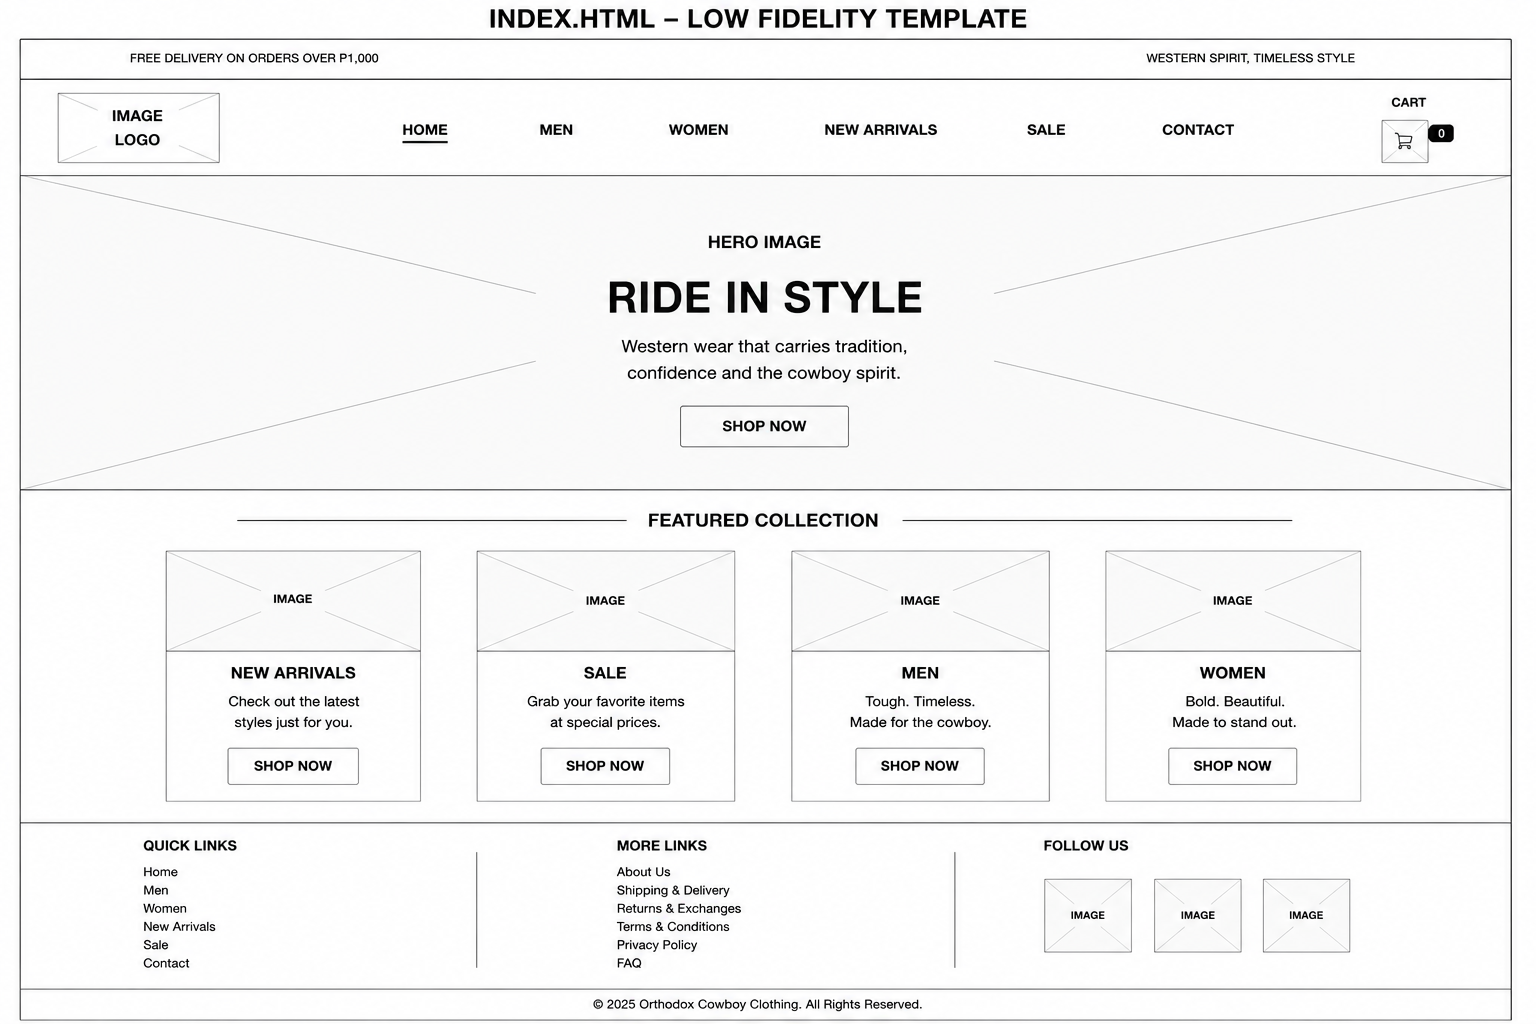 INDEX.HTML – LOW FIDELITY TEMPLATE
FREE DELIVERY ON ORDERS OVER P1,000
WESTERN SPIRIT, TIMELESS STYLE
IMAGE
LOGO
HOME
MEN
WOMEN
NEW ARRIVALS
SALE
CONTACT
CART
0
HERO IMAGE
RIDE IN STYLE
Western wear that carries tradition,
confidence and the cowboy spirit.
SHOP NOW
FEATURED COLLECTION
IMAGE
NEW ARRIVALS
Check out the latest
styles just for you.
SHOP NOW
IMAGE
SALE
Grab your favorite items
at special prices.
SHOP NOW
IMAGE
MEN
Tough. Timeless.
Made for the cowboy.
SHOP NOW
IMAGE
WOMEN
Bold. Beautiful.
Made to stand out.
SHOP NOW
QUICK LINKS
Home
Men
Women
New Arrivals
Sale
Contact
MORE LINKS
About Us
Shipping & Delivery
Returns & Exchanges
Terms & Conditions
Privacy Policy
FAQ
FOLLOW US
IMAGE
IMAGE
IMAGE
© 2025 Orthodox Cowboy Clothing. All Rights Reserved.